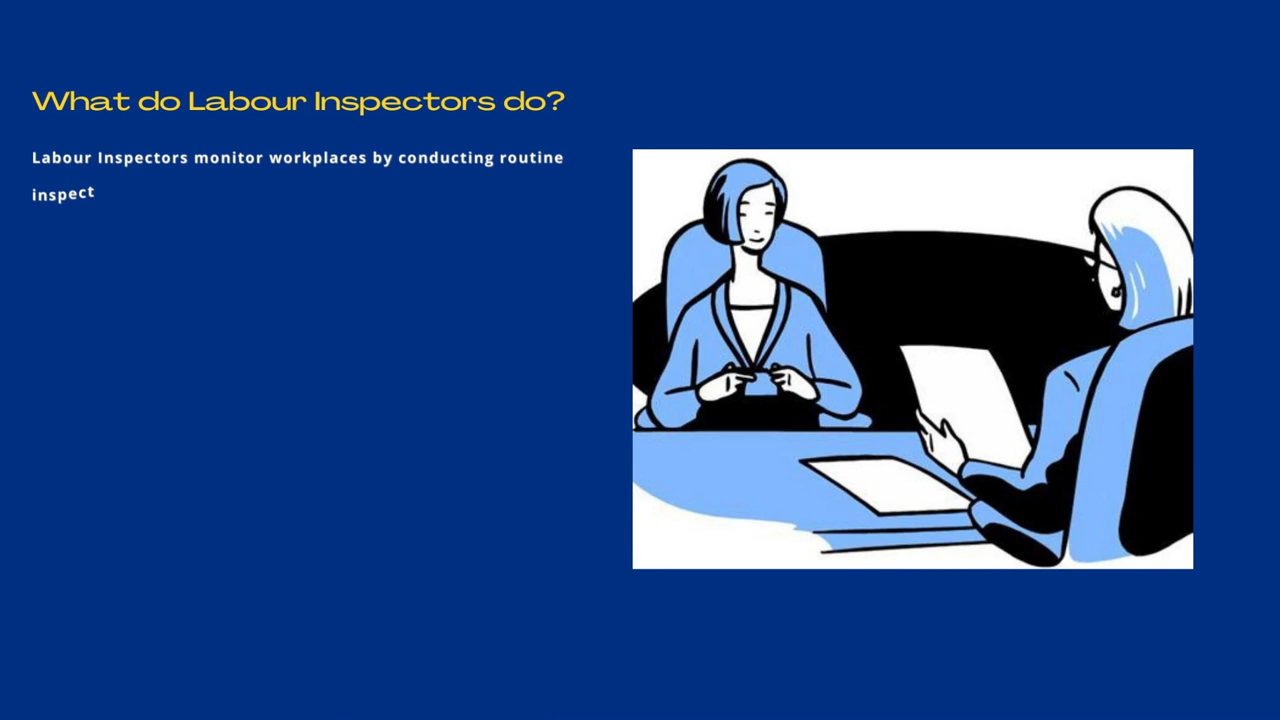 What do Labour Inspectors do?
Labour Inspectors monitor workplaces by conducting routine
inspect